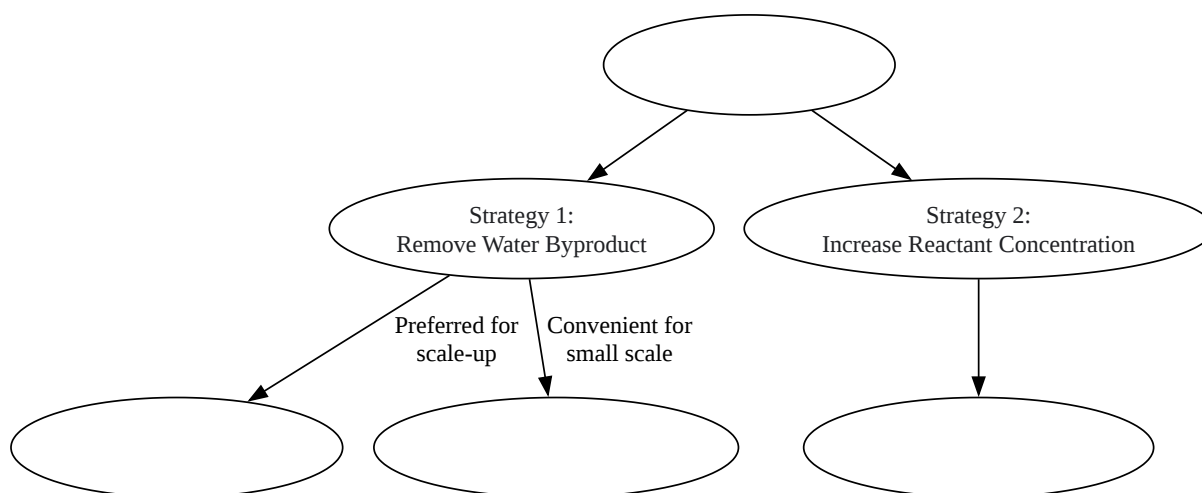 Strategy 1:
Remove Water Byproduct
Strategy 2:
Increase Reactant Concentration
Preferred for
scale-up
Convenient for
small scale